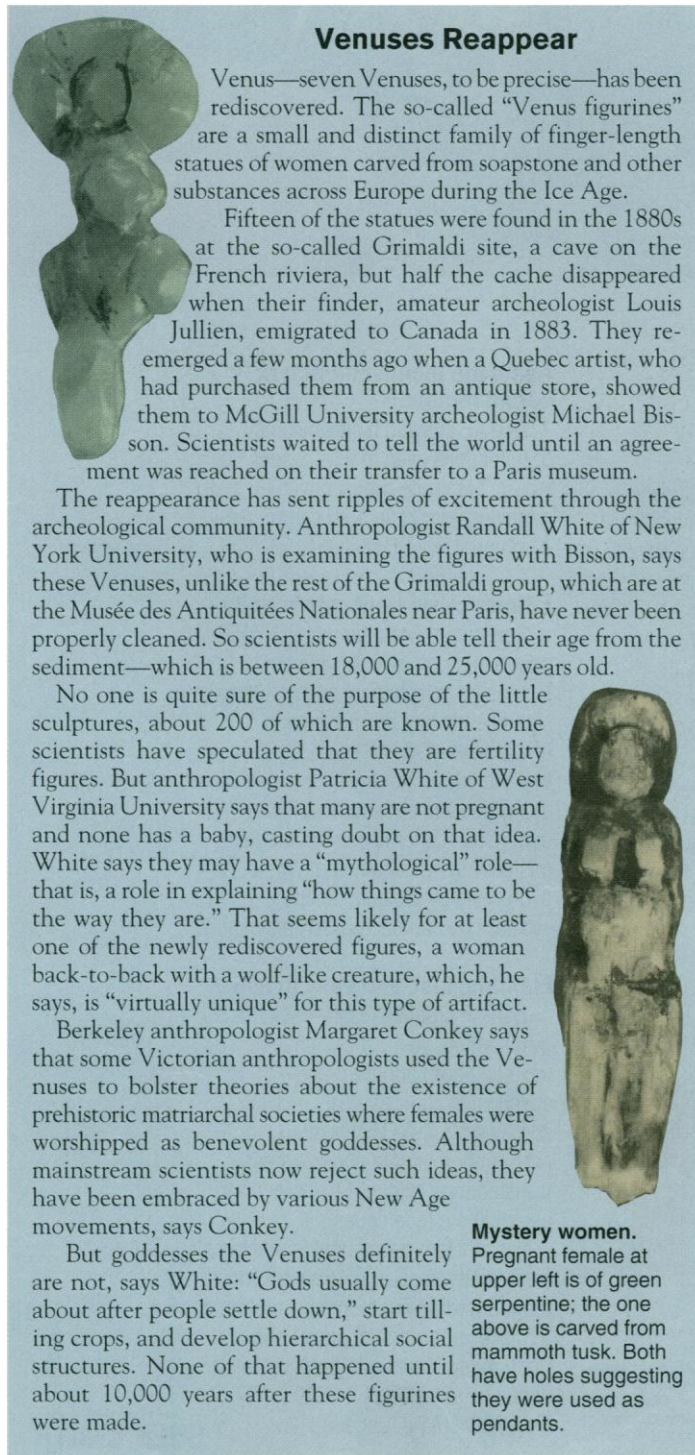 Venuses Reappear
Venus—seven Venuses, to be precise—has been
rediscovered. The so-called “Venus figurines”
are a small and distinct family of finger-length
statues of women carved from soapstone and other
substances across Europe during the Ice Age.
Fifteen of the statues were found in the 1880s
at the so-called Grimaldi site, a cave on the
French riviera, but half the cache disappeared
when their finder, amateur archeologist Louis
Jullien, emigrated to Canada in 1883. They re-
emerged a few months ago when a Quebec artist, who
had purchased them from an antique store, showed
them to McGill University archeologist Michael Bis-
son. Scientists waited to tell the world until an agree-
ment was reached on their transfer to a Paris museum.
The reappearance has sent ripples of excitement through the
archeological community. Anthropologist Randall White of New
York University, who is examining the figures with Bisson, says
these Venuses, unlike the rest of the Grimaldi group, which are at
the Musée des Antiquitées Nationales near Paris, have never been
properly cleaned. So scientists will be able tell their age from the
sediment—which is between 18,000 and 25,000 years old.
No one is quite sure of the purpose of the little
sculptures, about 200 of which are known. Some
scientists have speculated that they are fertility
figures. But anthropologist Patricia White of West
Virginia University says that many are not pregnant
and none has a baby, casting doubt on that idea.
White says they may have a “mythological” role—
that is, a role in explaining “how things came to be
the way they are.” That seems likely for at least
one of the newly rediscovered figures, a woman
back-to-back with a wolf-like creature, which, he
says, is “virtually unique” for this type of artifact.
Berkeley anthropologist Margaret Conkey says
that some Victorian anthropologists used the Ve-
nuses to bolster theories about the existence of
prehistoric matriarchal societies where females were
worshipped as benevolent goddesses. Although
mainstream scientists now reject such ideas, they
have been embraced by various New Age
movements, says Conkey.
But goddesses the Venuses definitely
are not, says White: “Gods usually come
about after people settle down,” start till-
ing crops, and develop hierarchical social
structures. None of that happened until
about 10,000 years after these figurines
were made.
Mystery women.
Pregnant female at
upper left is of green
serpentine; the one
above is carved from
mammoth tusk. Both
have holes suggesting
they were used as
pendants.